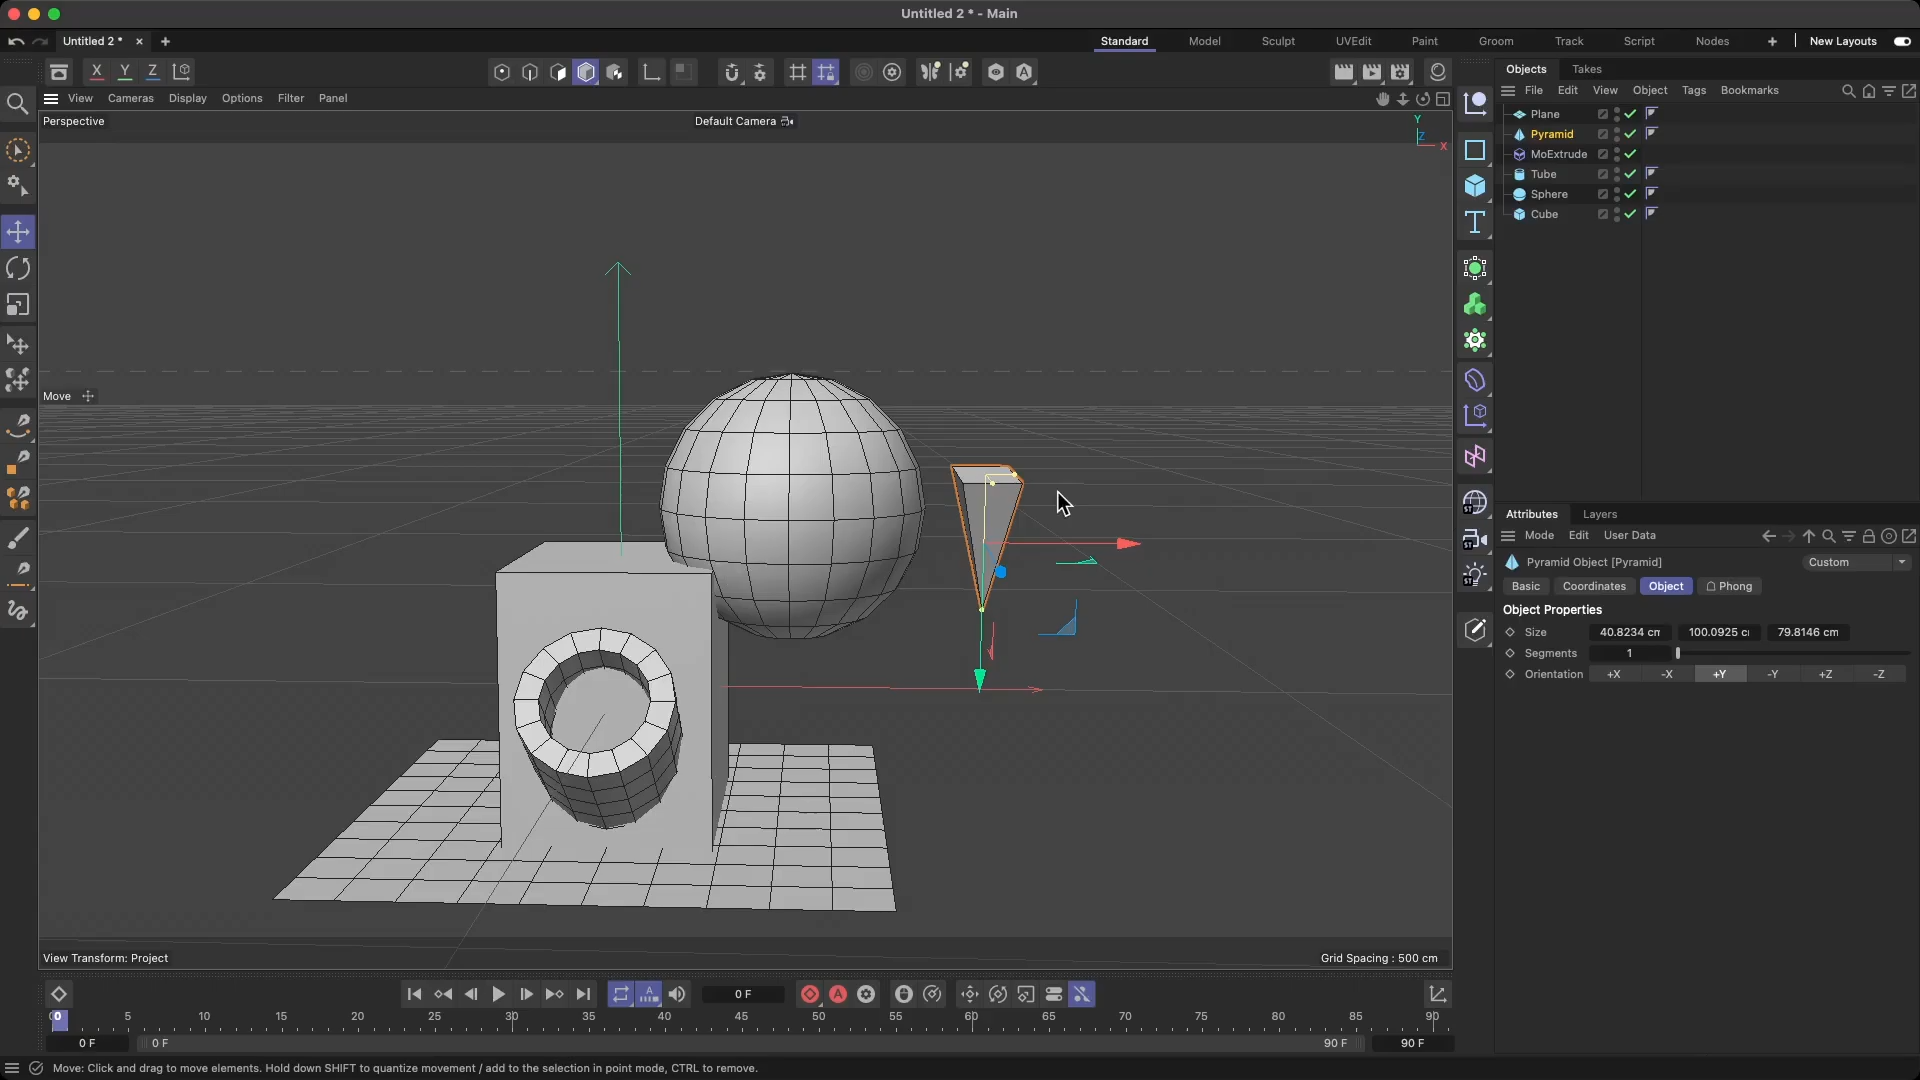 Untitled 2 * - Main
Untitled 2 *
Standard Model Sculpt UVEdit Paint Groom Track Script Nodes New Layouts
X Y Z
Objects Takes
View Cameras Display Options Filter Panel
File Edit View Object Tags Bookmarks
Perspective
Default Camera
Y
Z
X
Plane
Pyramid
MoExtrude
Tube
Sphere
Cube
Move
Attributes Layers
Mode Edit User Data
Pyramid Object [Pyramid]
Custom
Basic Coordinates Object Phong
Object Properties
Size 40.8234 cm 100.0925 c 79.8146 cm
Segments 1
Orientation +X -X +Y -Y +Z -Z
View Transform: Project
Grid Spacing : 500 cm
0 F
0 5 10 15 20 25 30 35 40 45 50 55 60 65 70 75 80 85 90
0 F 0 F 90 F 90 F
Move: Click and drag to move elements. Hold down SHIFT to quantize movement / add to the selection in point mode, CTRL to remove.